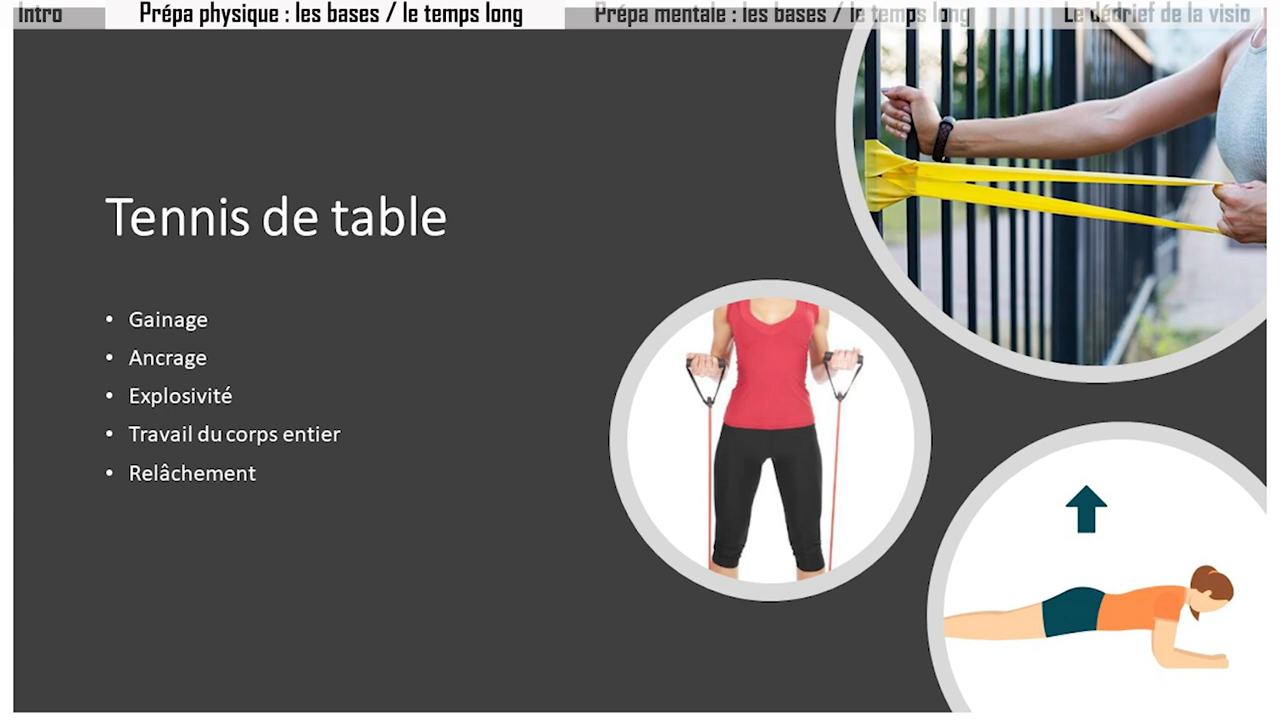 Intro
Prépa physique : les bases / le temps long
Prépa mentale : les bases / le temps long
Le dédrief de la visio
Tennis de table
• Gainage
• Ancrage
• Explosivité
• Travail du corps entier
• Relâchement